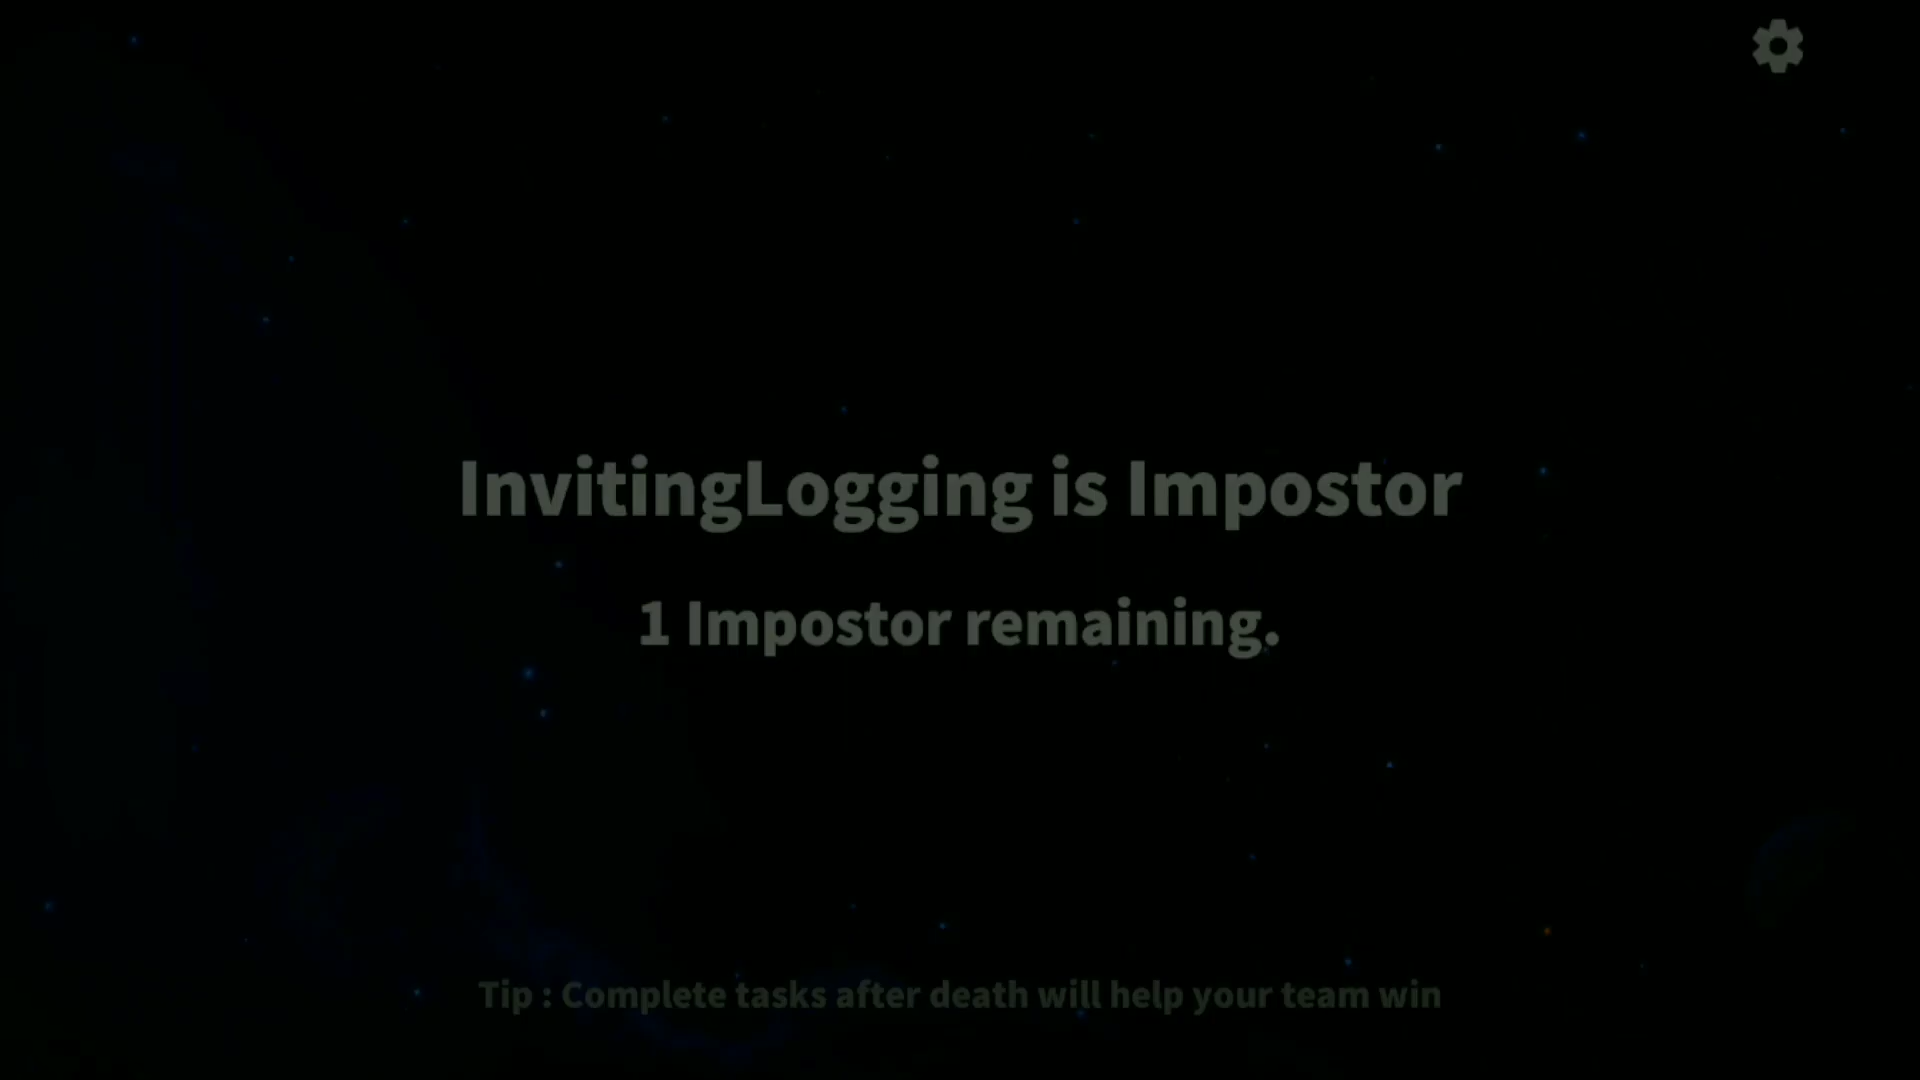 InvitingLogging is Impostor
1 Impostor remaining.
Tip : Complete tasks after death will help your team win